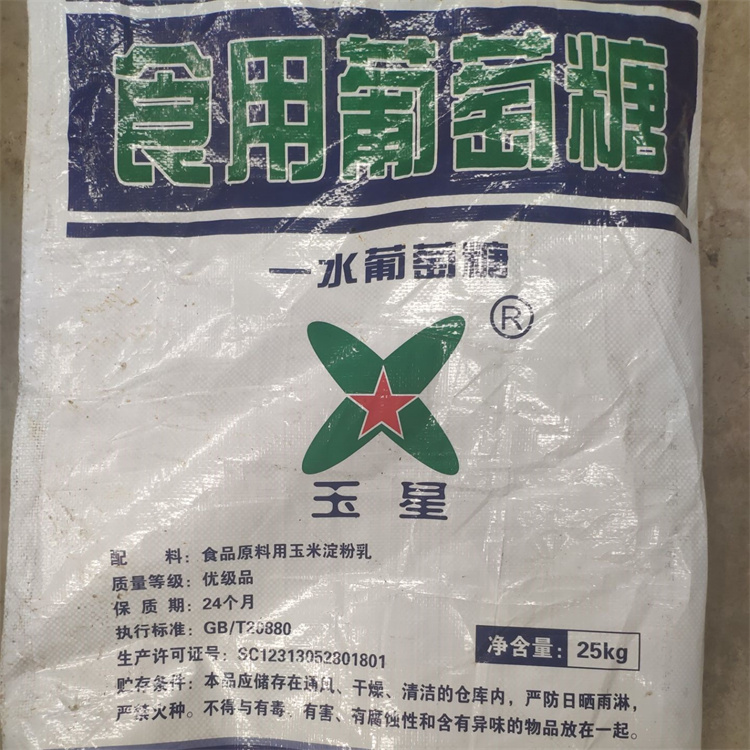 食用葡萄糖
一水葡萄糖
®
玉星
配 料：食品原料用玉米淀粉乳
质量等级：优级品
保 质 期：24个月
执行标准：GB/T20880
生产许可证号：SC12313052801801
净含量：25kg
贮存条件：本品应储存在通风、干燥、清洁的仓库内，严防日晒雨淋，
严禁火种。不得与有毒、有害、有腐蚀性和含有异味的物品放在一起。